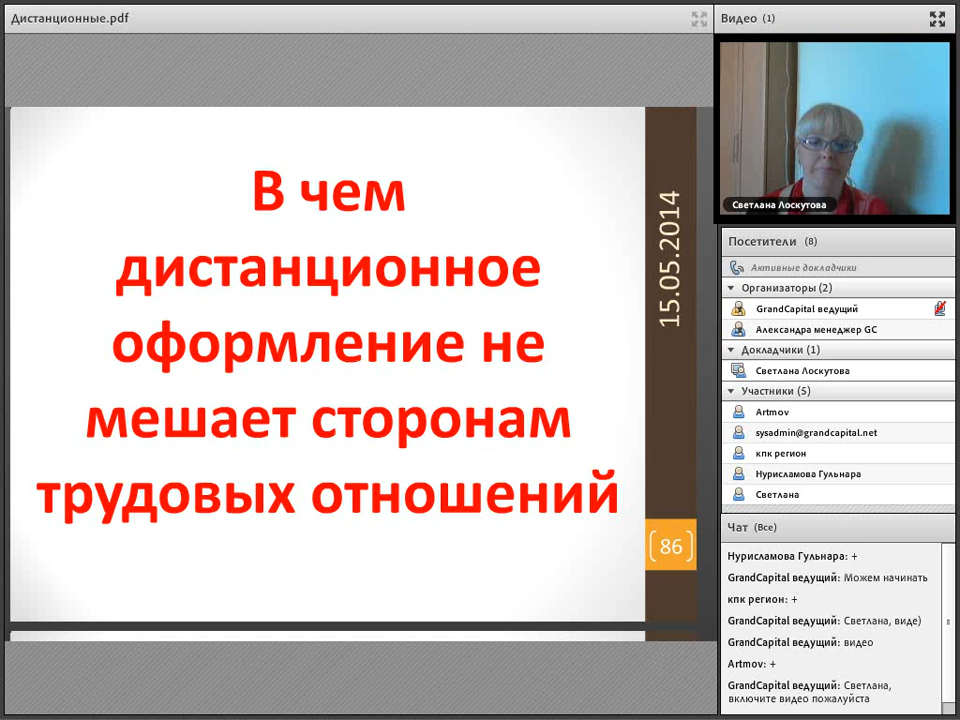 Дистанционные.pdf
В чем
дистанционное
оформление не
мешает сторонам
трудовых отношений
15.05.2014
86
Видео (1)
Светлана Лоскутова
Посетители (8)
Активные докладчики
Организаторы (2)
GrandCapital ведущий
Александра менеджер GC
Докладчики (1)
Светлана Лоскутова
Участники (5)
Artmov
sysadmin@grandcapital.net
кпк регион
Нурисламова Гульнара
Светлана
Чат (Все)
Нурисламова Гульнара: +
GrandCapital ведущий: Можем начинать
кпк регион: +
GrandCapital ведущий: Светлана, виде)
GrandCapital ведущий: видео
Artmov: +
GrandCapital ведущий: Светлана,
включите видео пожалуйста